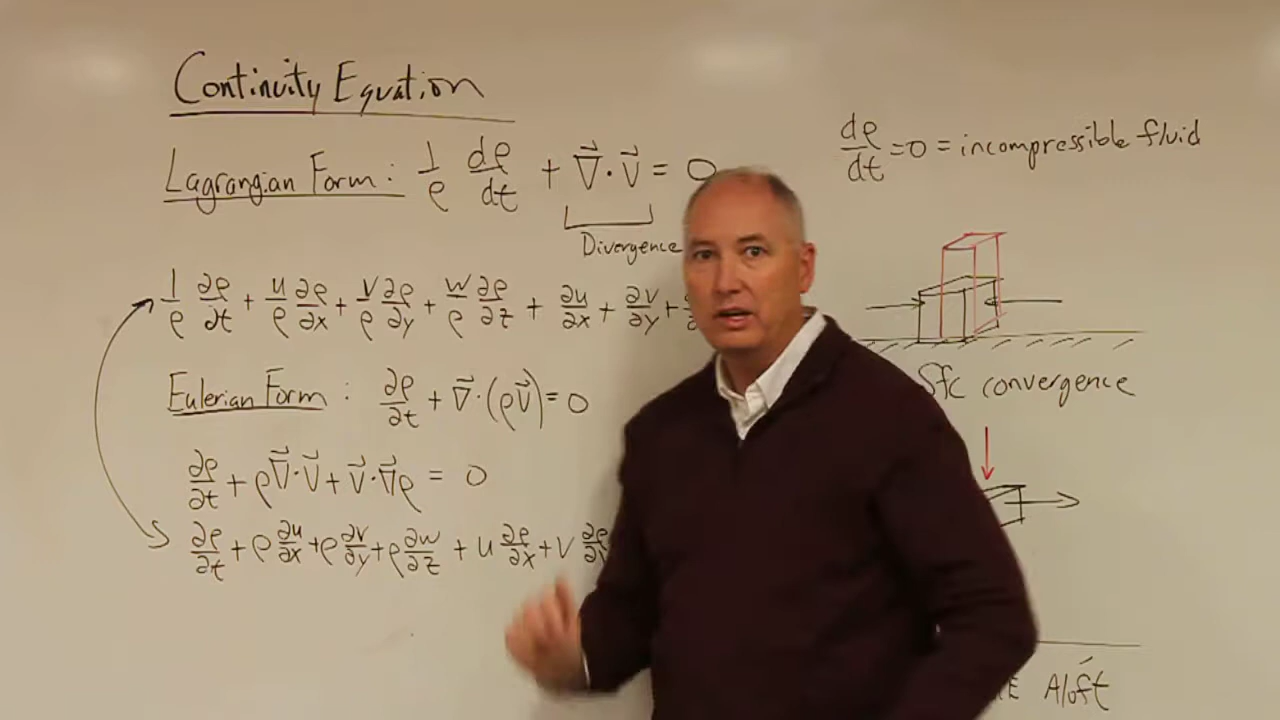 Continuity Equation
Lagrangian Form: 1/ρ dρ/dt + ∇⃗·V⃗ = 0
Divergence
1/ρ ∂ρ/∂t + u/ρ ∂ρ/∂x + v/ρ ∂ρ/∂y + w/ρ ∂ρ/∂z + ∂u/∂x + ∂v/∂y +
Eulerian Form: ∂ρ/∂t + ∇⃗·(ρV⃗) = 0
∂ρ/∂t + ρ∇⃗·V⃗ + V⃗·∇⃗ρ = 0
∂ρ/∂t + ρ ∂u/∂x + ρ ∂v/∂y + ρ ∂w/∂z + u ∂ρ/∂x + v ∂ρ/∂y
dρ/dt = 0 = incompressible fluid
Sfc convergence
Aloft